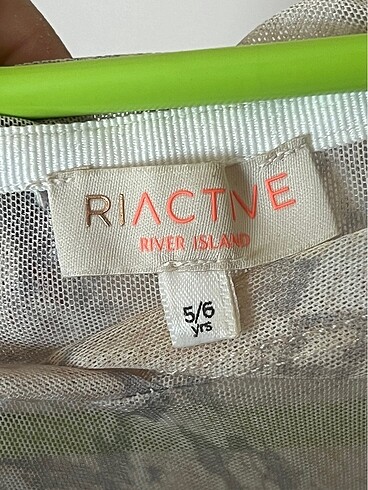 RIACTIVE
RIVER ISLAND
5/6
yrs